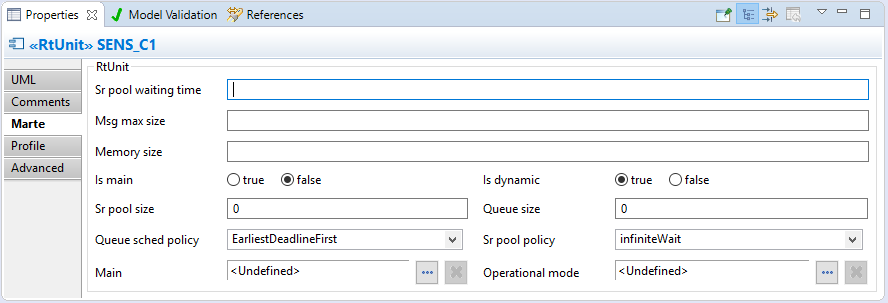 Properties Model Validation References
«RtUnit» SENS_C1
UML
Comments
Marte
Profile
Advanced
RtUnit
Sr pool waiting time
Msg max size
Memory size
Is main true false Is dynamic true false
Sr pool size 0 Queue size 0
Queue sched policy EarliestDeadlineFirst Sr pool policy infiniteWait
Main <Undefined> ... Operational mode <Undefined> ...